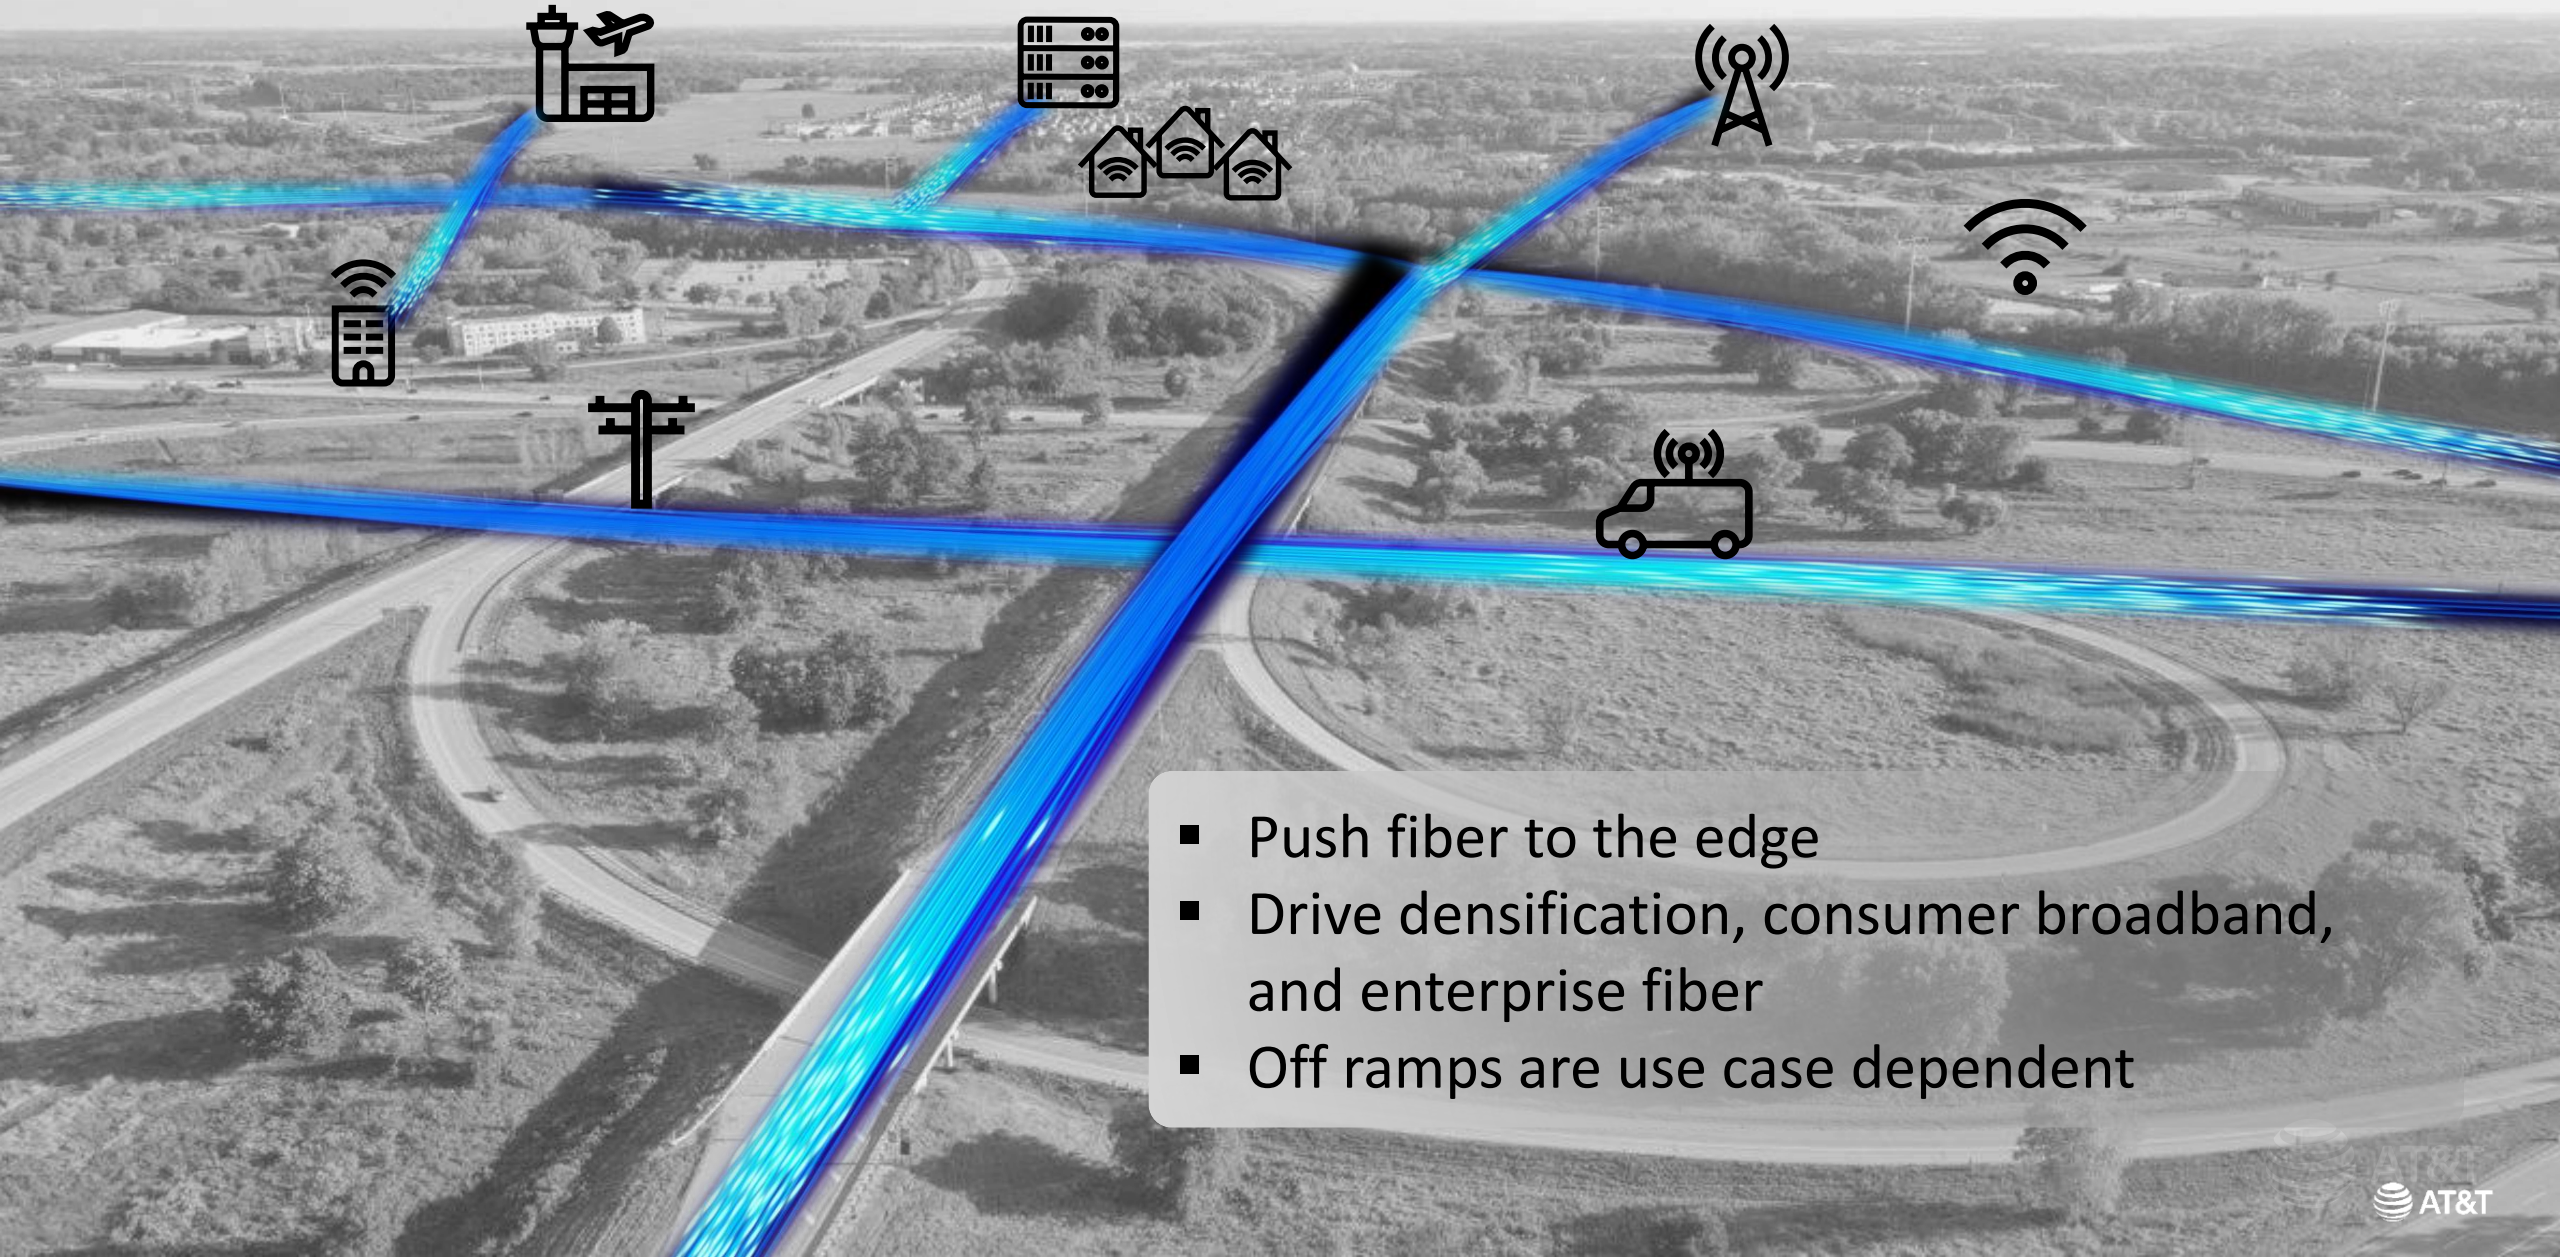 ▪ Push fiber to the edge
▪ Drive densification, consumer broadband,
and enterprise fiber
▪ Off ramps are use case dependent
AT&T
AT&T